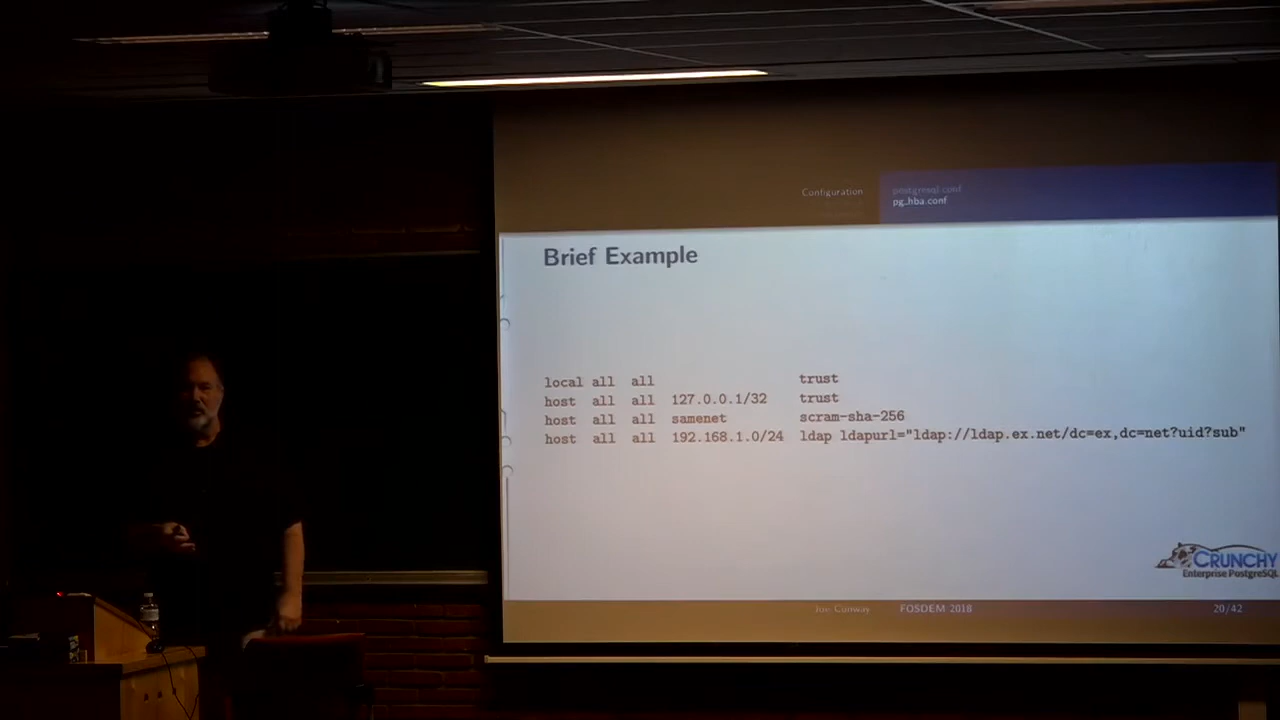 Configuration
postgresql.conf
pg_hba.conf
Brief Example
local all all trust
host all all 127.0.0.1/32 trust
host all all samenet scram-sha-256
host all all 192.168.1.0/24 ldap ldapurl="ldap://ldap.ex.net/dc=ex,dc=net?uid?sub"
CRUNCHY
Enterprise PostgreSQL
Joe Conway FOSDEM 2018 20/42